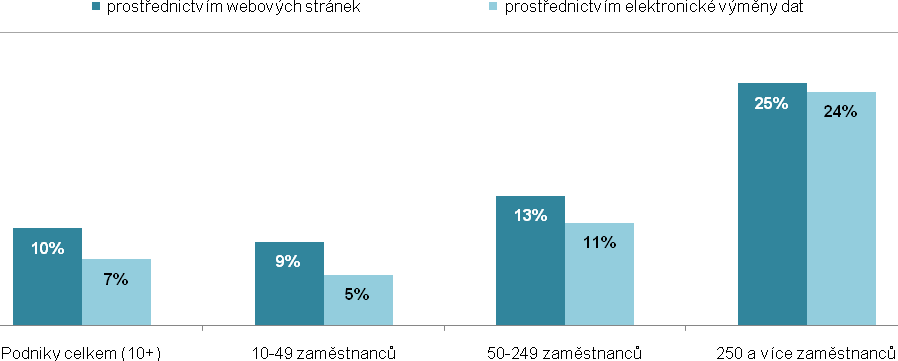 prostřednictvím webových stránek
prostřednictvím elektronické výměny dat
25%
24%
13%
11%
10%
7%
9%
5%
Podniky celkem (10+)
10-49 zaměstnanců
50-249 zaměstnanců
250 a více zaměstnanců